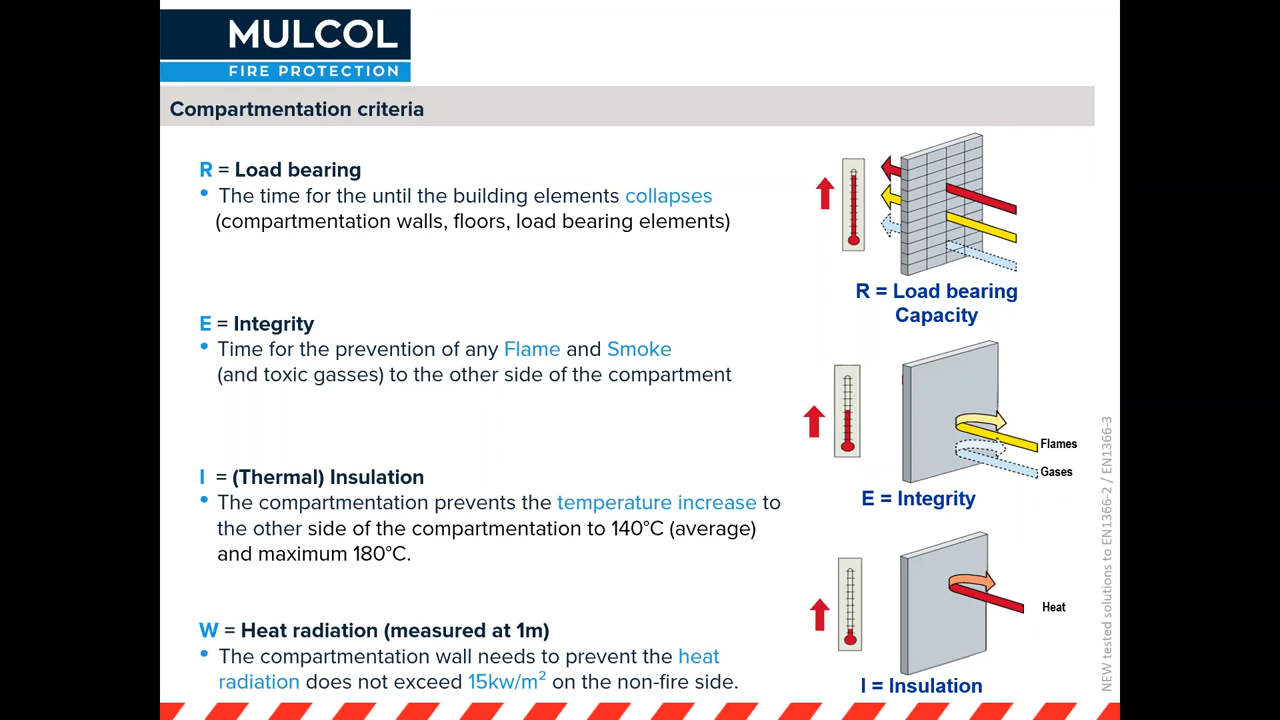 MULCOL
FIRE PROTECTION
Compartmentation criteria
R = Load bearing
• The time for the until the building elements collapses
(compartmentation walls, floors, load bearing elements)
E = Integrity
• Time for the prevention of any Flame and Smoke
(and toxic gasses) to the other side of the compartment
I = (Thermal) Insulation
• The compartmentation prevents the temperature increase to
the other side of the compartmentation to 140°C (average)
and maximum 180°C.
W = Heat radiation (measured at 1m)
• The compartmentation wall needs to prevent the heat
radiation does not exceed 15kw/m² on the non-fire side.
R = Load bearing
Capacity
Flames
Gases
E = Integrity
Heat
I = Insulation
NEW tested solutions to EN1366-2 / EN1366-3